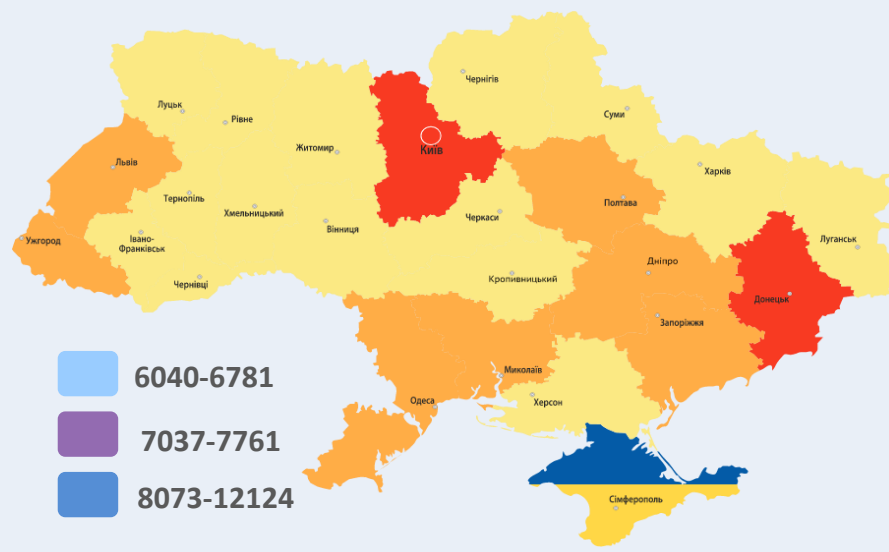 Чернігів
Луцьк
Рівне
Суми
Житомир
Київ
Львів
Харків
Тернопіль
Полтава
Хмельницький
Черкаси
Вінниця
Ужгород
Івано-
Франківськ
Луганськ
Дніпро
Чернівці
Кропивницький
Донецьк
Запоріжжя
Миколаїв
6040-6781
Одеса
Херсон
7037-7761
8073-12124
Сімферополь